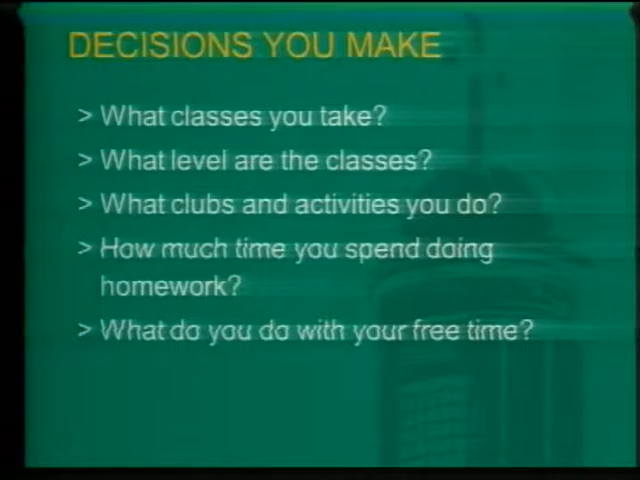 DECISIONS YOU MAKE
> What classes you take?
> What level are the classes?
> What clubs and activities you do?
> How much time you spend doing
homework?
> What do you do with your free time?